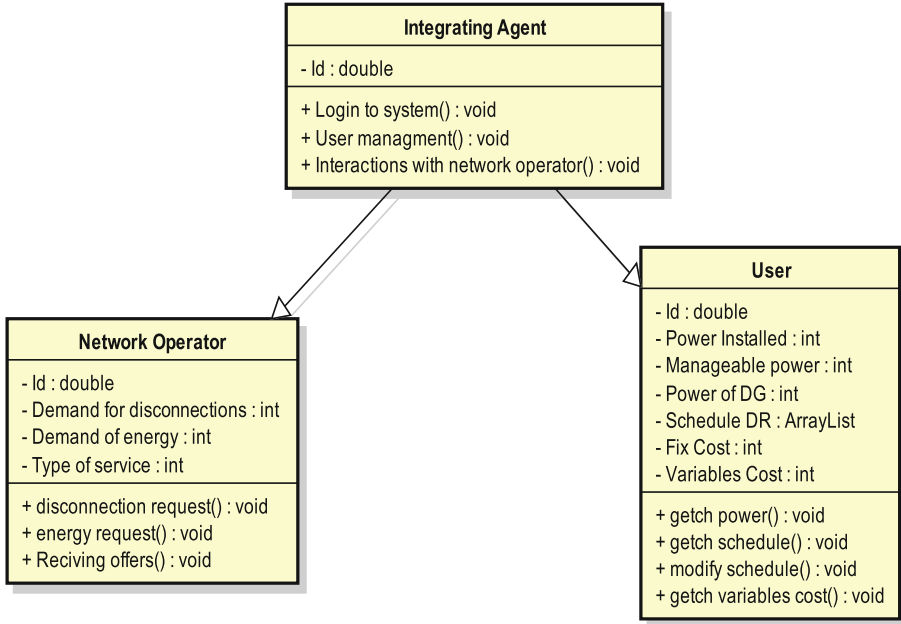 Integrating Agent
- Id : double
+ Login to system() : void
+ User managment() : void
+ Interactions with network operator() : void
Network Operator
- Id : double
- Demand for disconnections : int
- Demand of energy : int
- Type of service : int
+ disconnection request() : void
+ energy request() : void
+ Reciving offers() : void
User
- Id : double
- Power Installed : int
- Manageable power : int
- Power of DG : int
- Schedule DR : ArrayList
- Fix Cost : int
- Variables Cost : int
+ getch power() : void
+ getch schedule() : void
+ modify schedule() : void
+ getch variables cost() : void